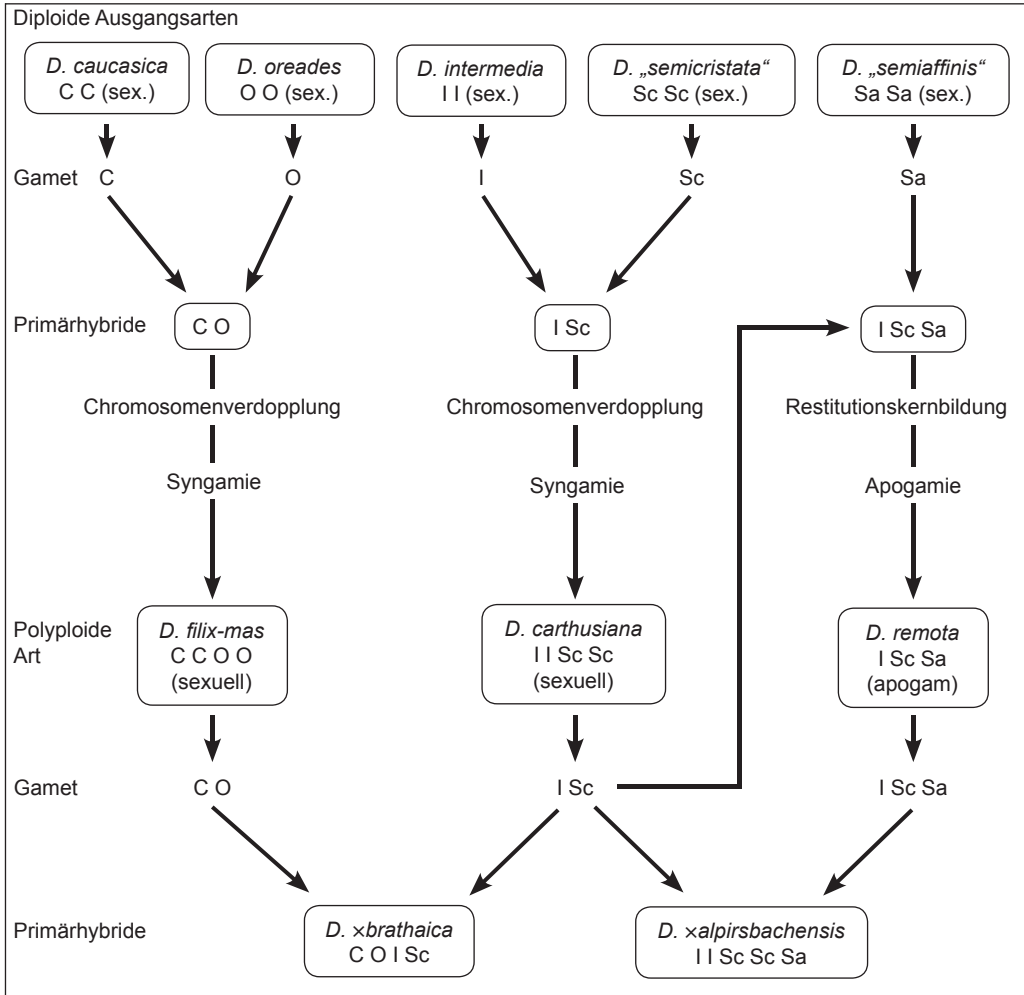 Diploide Ausgangsarten
D. caucasica
C C (sex.)
D. oreades
O O (sex.)
D. intermedia
I I (sex.)
D. „semicristata“
Sc Sc (sex.)
D. „semiaffinis“
Sa Sa (sex.)
Gamet C O I Sc Sa
Primärhybride C O I Sc I Sc Sa
Chromosomenverdopplung Chromosomenverdopplung Restitutionskernbildung
Syngamie Syngamie Apogamie
Polyploide
Art
D. filix-mas
C C O O
(sexuell)
D. carthusiana
I I Sc Sc
(sexuell)
D. remota
I Sc Sa
(apogam)
Gamet C O I Sc I Sc Sa
Primärhybride
D. ×brathaica
C O I Sc
D. ×alpirsbachensis
I I Sc Sc Sa